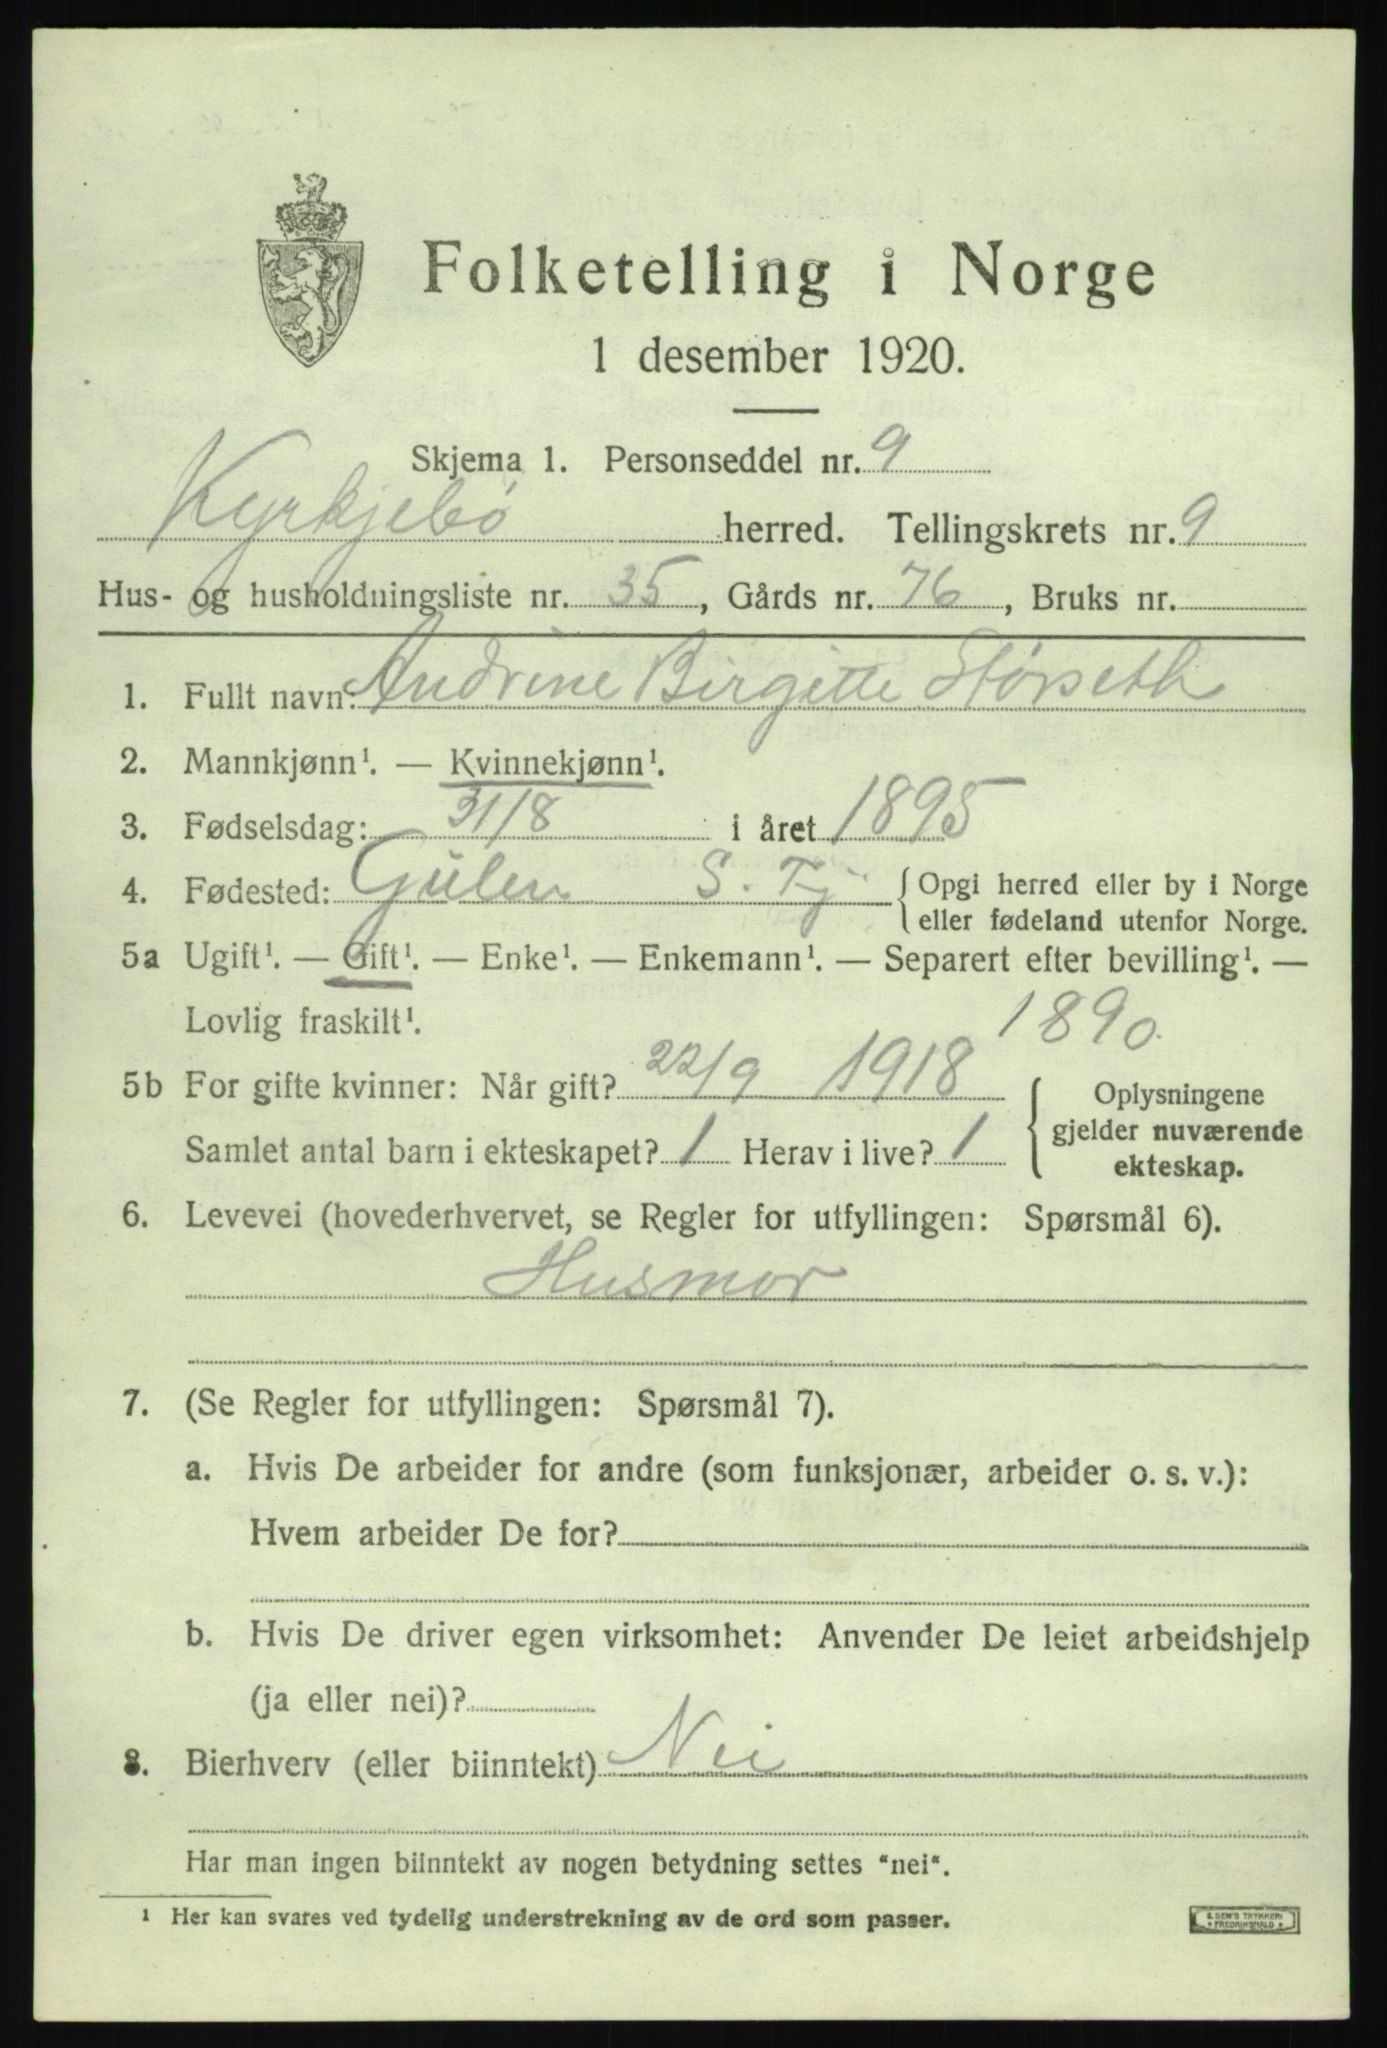 Folketelling i Norge
1 desember 1920.
Skjema 1. Personseddel nr. 9
Kyrkjebö herred. Tellingskrets nr. 9
Hus- og husholdningsliste nr. 35, Gårds nr. 76, Bruks nr.
1. Fullt navn: Andrine Birgitte Størseth
2. Mannkjønn¹. — Kvinnekjønn¹.
3. Fødselsdag: 31/8 i året 1895
4. Fødested: Gulen S. Fj. {Opgi herred eller by i Norge
eller fødeland utenfor Norge.
5a Ugift¹. — Gift¹. — Enke¹. — Enkemann¹. — Separert efter bevilling¹. —
Lovlig fraskilt¹. 1890.
5b For gifte kvinner: Når gift? 22/9 1918 {Oplysningene
gjelder nuværende
ekteskap.
Samlet antal barn i ekteskapet? 1 Herav i live? 1
6. Levevei (hovederhvervet, se Regler for utfyllingen: Spørsmål 6).
Husmor
7. (Se Regler for utfyllingen: Spørsmål 7).
a. Hvis De arbeider for andre (som funksjonær, arbeider o. s. v.):
Hvem arbeider De for?
b. Hvis De driver egen virksomhet: Anvender De leiet arbeidshjelp
(ja eller nei)?
8. Bierhverv (eller biinntekt) Nei
Har man ingen biinntekt av nogen betydning settes "nei".
¹ Her kan svares ved tydelig understrekning av de ord som passer.
TRYKKERI
FREDRIKSHALD